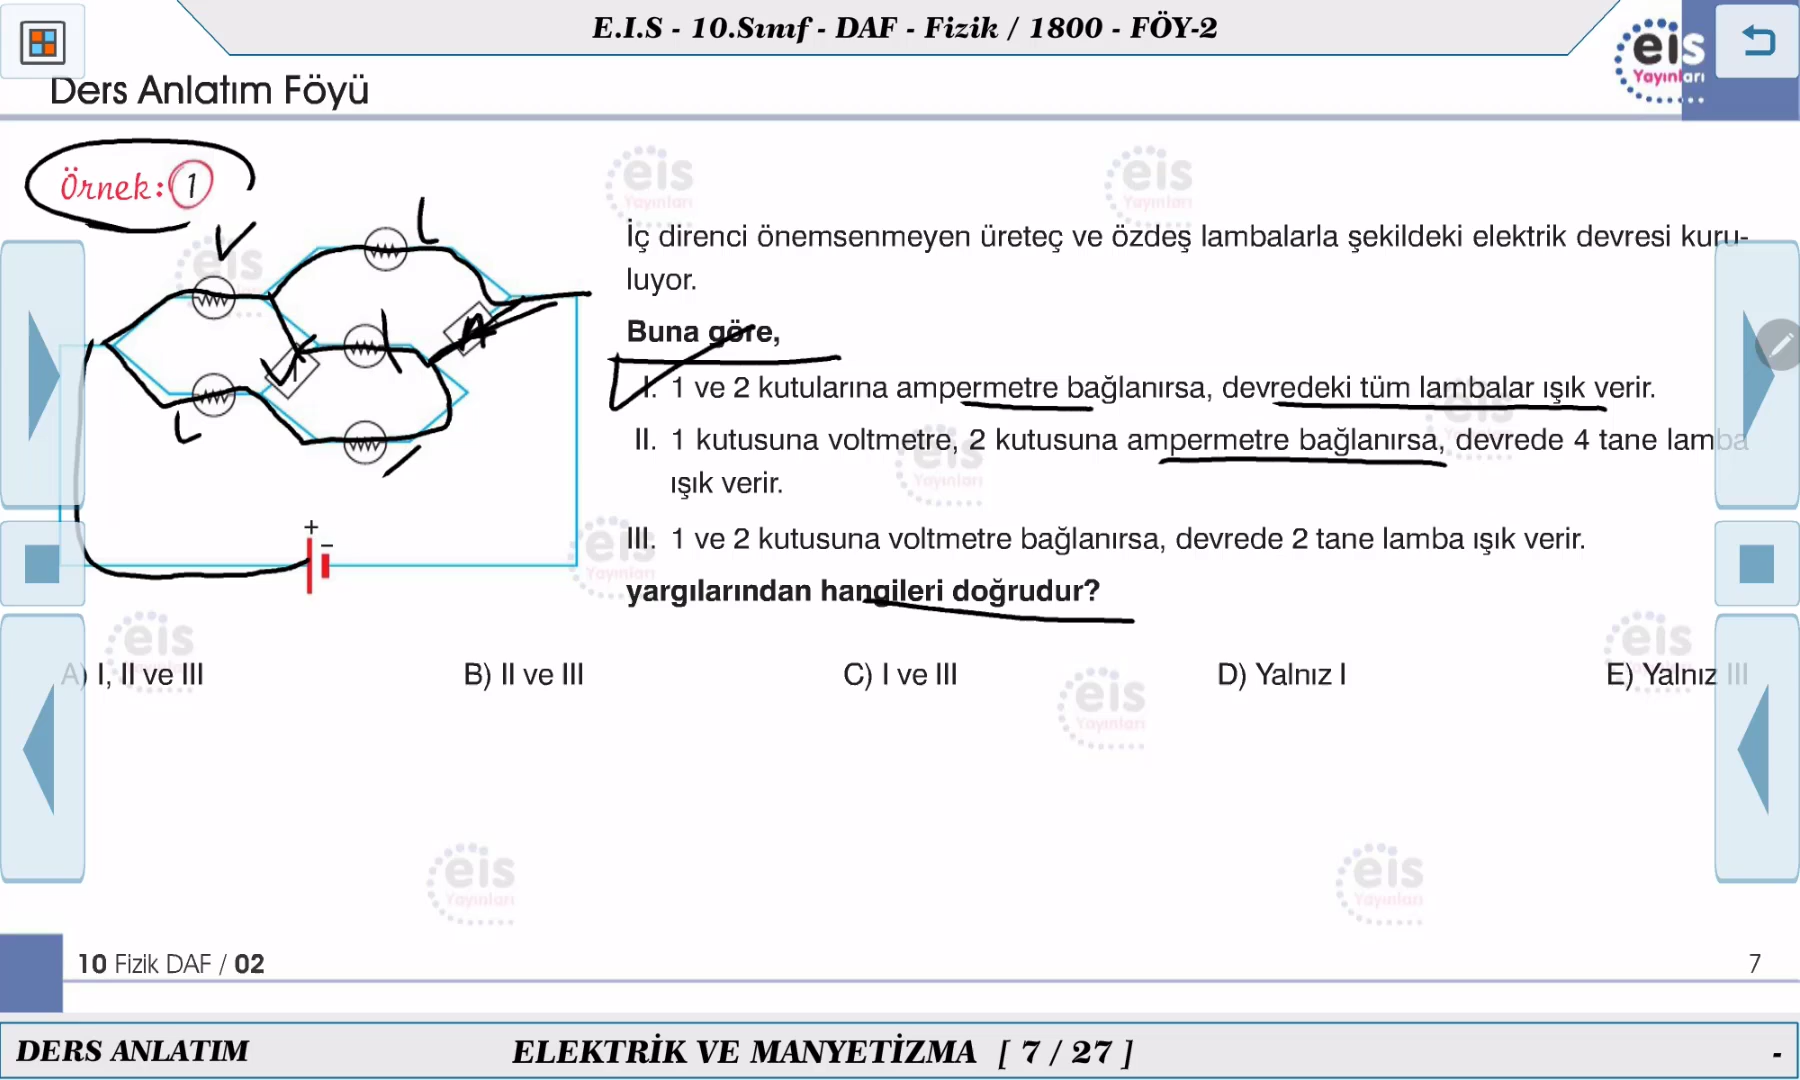 E.I.S - 10.Sınıf - DAF - Fizik / 1800 - FÖY-2
eis
Yayınları
Ders Anlatım Föyü
Örnek: 1
İç direnci önemsenmeyen üreteç ve özdeş lambalarla şekildeki elektrik devresi kuru-
luyor.
Buna göre,
I. 1 ve 2 kutularına ampermetre bağlanırsa, devredeki tüm lambalar ışık verir.
II. 1 kutusuna voltmetre, 2 kutusuna ampermetre bağlanırsa, devrede 4 tane lamba
ışık verir.
III. 1 ve 2 kutusuna voltmetre bağlanırsa, devrede 2 tane lamba ışık verir.
yargılarından hangileri doğrudur?
+
-
A) I, II ve III B) II ve III C) I ve III D) Yalnız I E) Yalnız III
10 Fizik DAF / 02
7
DERS ANLATIM ELEKTRİK VE MANYETİZMA [ 7 / 27 ] -